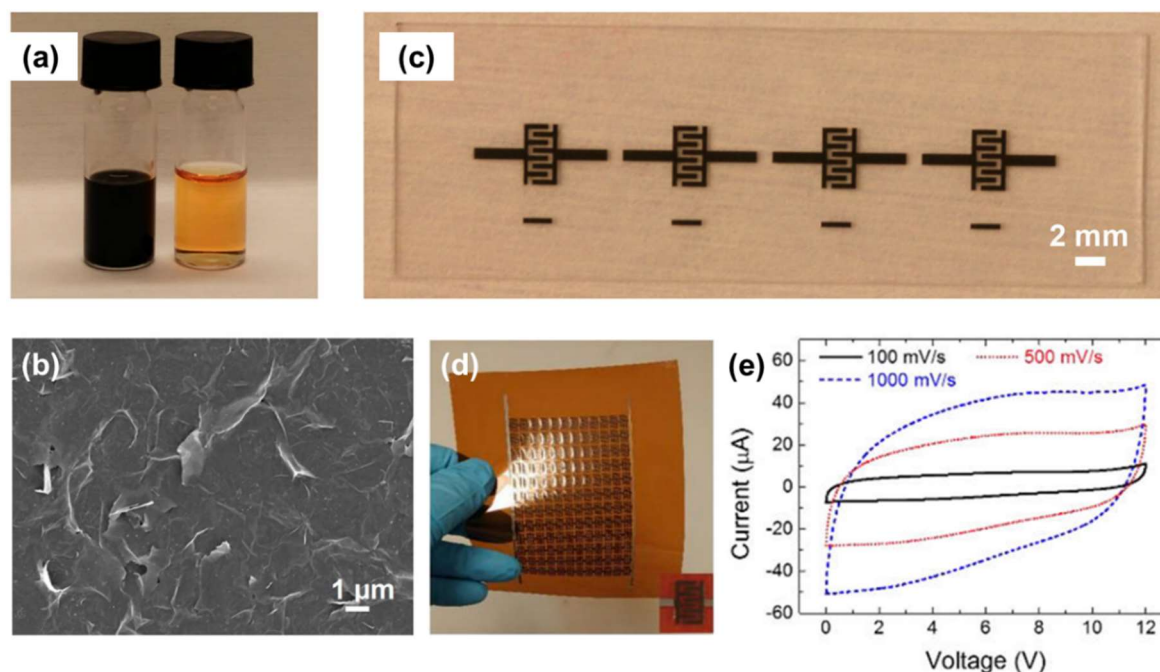 (a)
(c)
2 mm
(b)
1 µm
(d)
(e)
100 mV/s 500 mV/s
1000 mV/s
60
40
20
0
-20
-40
-60
Current (µA)
0 2 4 6 8 10 12
Voltage (V)